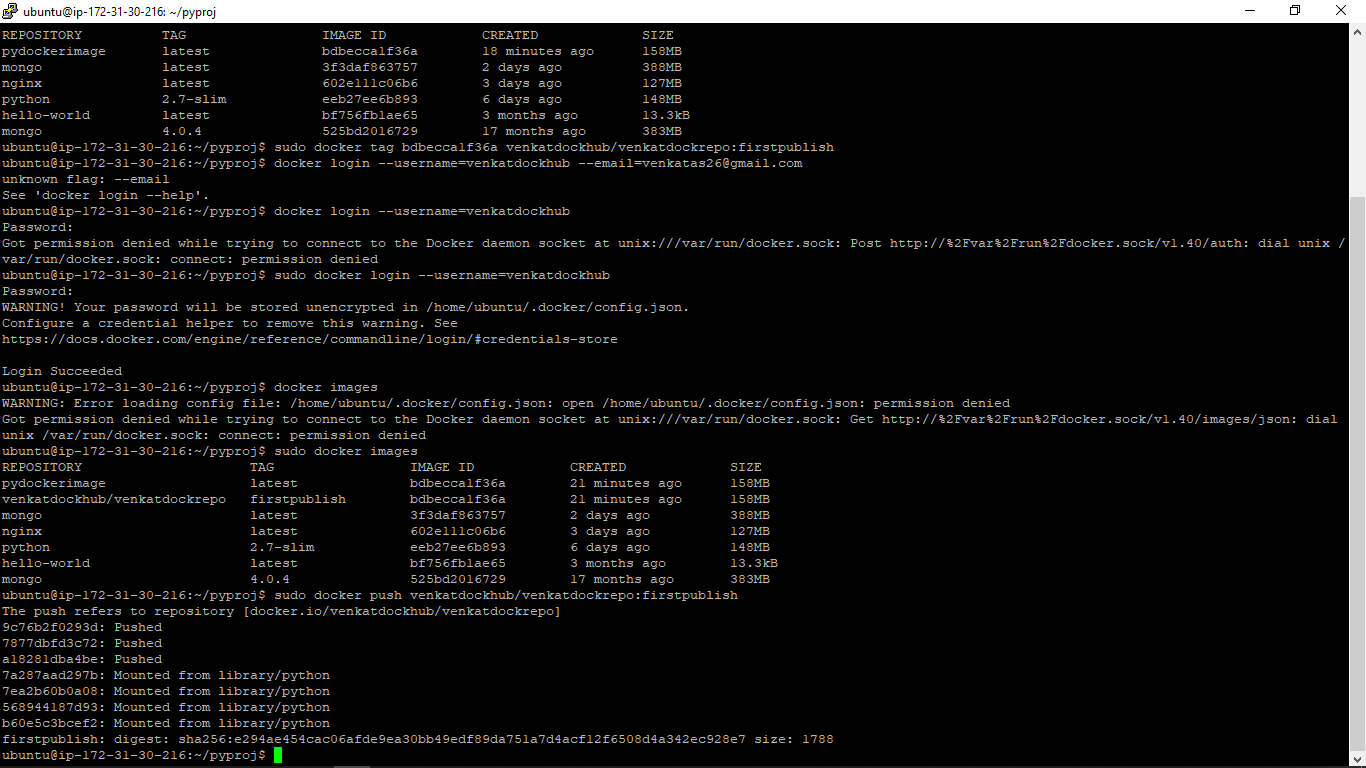 ubuntu@ip-172-31-30-216: ~/pyproj
REPOSITORY          TAG                 IMAGE ID            CREATED             SIZE
pydockerimage       latest              bdbecca1f36a        18 minutes ago      158MB
mongo               latest              3f3daf863757        2 days ago          388MB
nginx               latest              602e111c06b6        3 days ago          127MB
python              2.7-slim            eeb27ee6b893        6 days ago          148MB
hello-world         latest              bf756fb1ae65        3 months ago        13.3kB
mongo               4.0.4               525bd2016729        17 months ago       383MB
ubuntu@ip-172-31-30-216:~/pyproj$ sudo docker tag bdbecca1f36a venkatdockhub/venkatdockrepo:firstpublish
ubuntu@ip-172-31-30-216:~/pyproj$ docker login --username=venkatdockhub --email=venkatas26@gmail.com
unknown flag: --email
See 'docker login --help'.
ubuntu@ip-172-31-30-216:~/pyproj$ docker login --username=venkatdockhub
Password:
Got permission denied while trying to connect to the Docker daemon socket at unix:///var/run/docker.sock: Post http://%2Fvar%2Frun%2Fdocker.sock/v1.40/auth: dial unix /
var/run/docker.sock: connect: permission denied
ubuntu@ip-172-31-30-216:~/pyproj$ sudo docker login --username=venkatdockhub
Password:
WARNING! Your password will be stored unencrypted in /home/ubuntu/.docker/config.json.
Configure a credential helper to remove this warning. See
https://docs.docker.com/engine/reference/commandline/login/#credentials-store
Login Succeeded
ubuntu@ip-172-31-30-216:~/pyproj$ docker images
WARNING: Error loading config file: /home/ubuntu/.docker/config.json: open /home/ubuntu/.docker/config.json: permission denied
Got permission denied while trying to connect to the Docker daemon socket at unix:///var/run/docker.sock: Get http://%2Fvar%2Frun%2Fdocker.sock/v1.40/images/json: dial
unix /var/run/docker.sock: connect: permission denied
ubuntu@ip-172-31-30-216:~/pyproj$ sudo docker images
REPOSITORY                     TAG                 IMAGE ID            CREATED             SIZE
pydockerimage                  latest              bdbecca1f36a        21 minutes ago      158MB
venkatdockhub/venkatdockrepo   firstpublish        bdbecca1f36a        21 minutes ago      158MB
mongo                          latest              3f3daf863757        2 days ago          388MB
nginx                          latest              602e111c06b6        3 days ago          127MB
python                         2.7-slim            eeb27ee6b893        6 days ago          148MB
hello-world                    latest              bf756fb1ae65        3 months ago        13.3kB
mongo                          4.0.4               525bd2016729        17 months ago       383MB
ubuntu@ip-172-31-30-216:~/pyproj$ sudo docker push venkatdockhub/venkatdockrepo:firstpublish
The push refers to repository [docker.io/venkatdockhub/venkatdockrepo]
9c76b2f0293d: Pushed
7877dbfd3c72: Pushed
a18281dba4be: Pushed
7a287aad297b: Mounted from library/python
7ea2b60b0a08: Mounted from library/python
568944187d93: Mounted from library/python
b60e5c3bcef2: Mounted from library/python
firstpublish: digest: sha256:e294ae454cac06afde9ea30bb49edf89da751a7d4acf12f6508d4a342ec928e7 size: 1788
ubuntu@ip-172-31-30-216:~/pyproj$